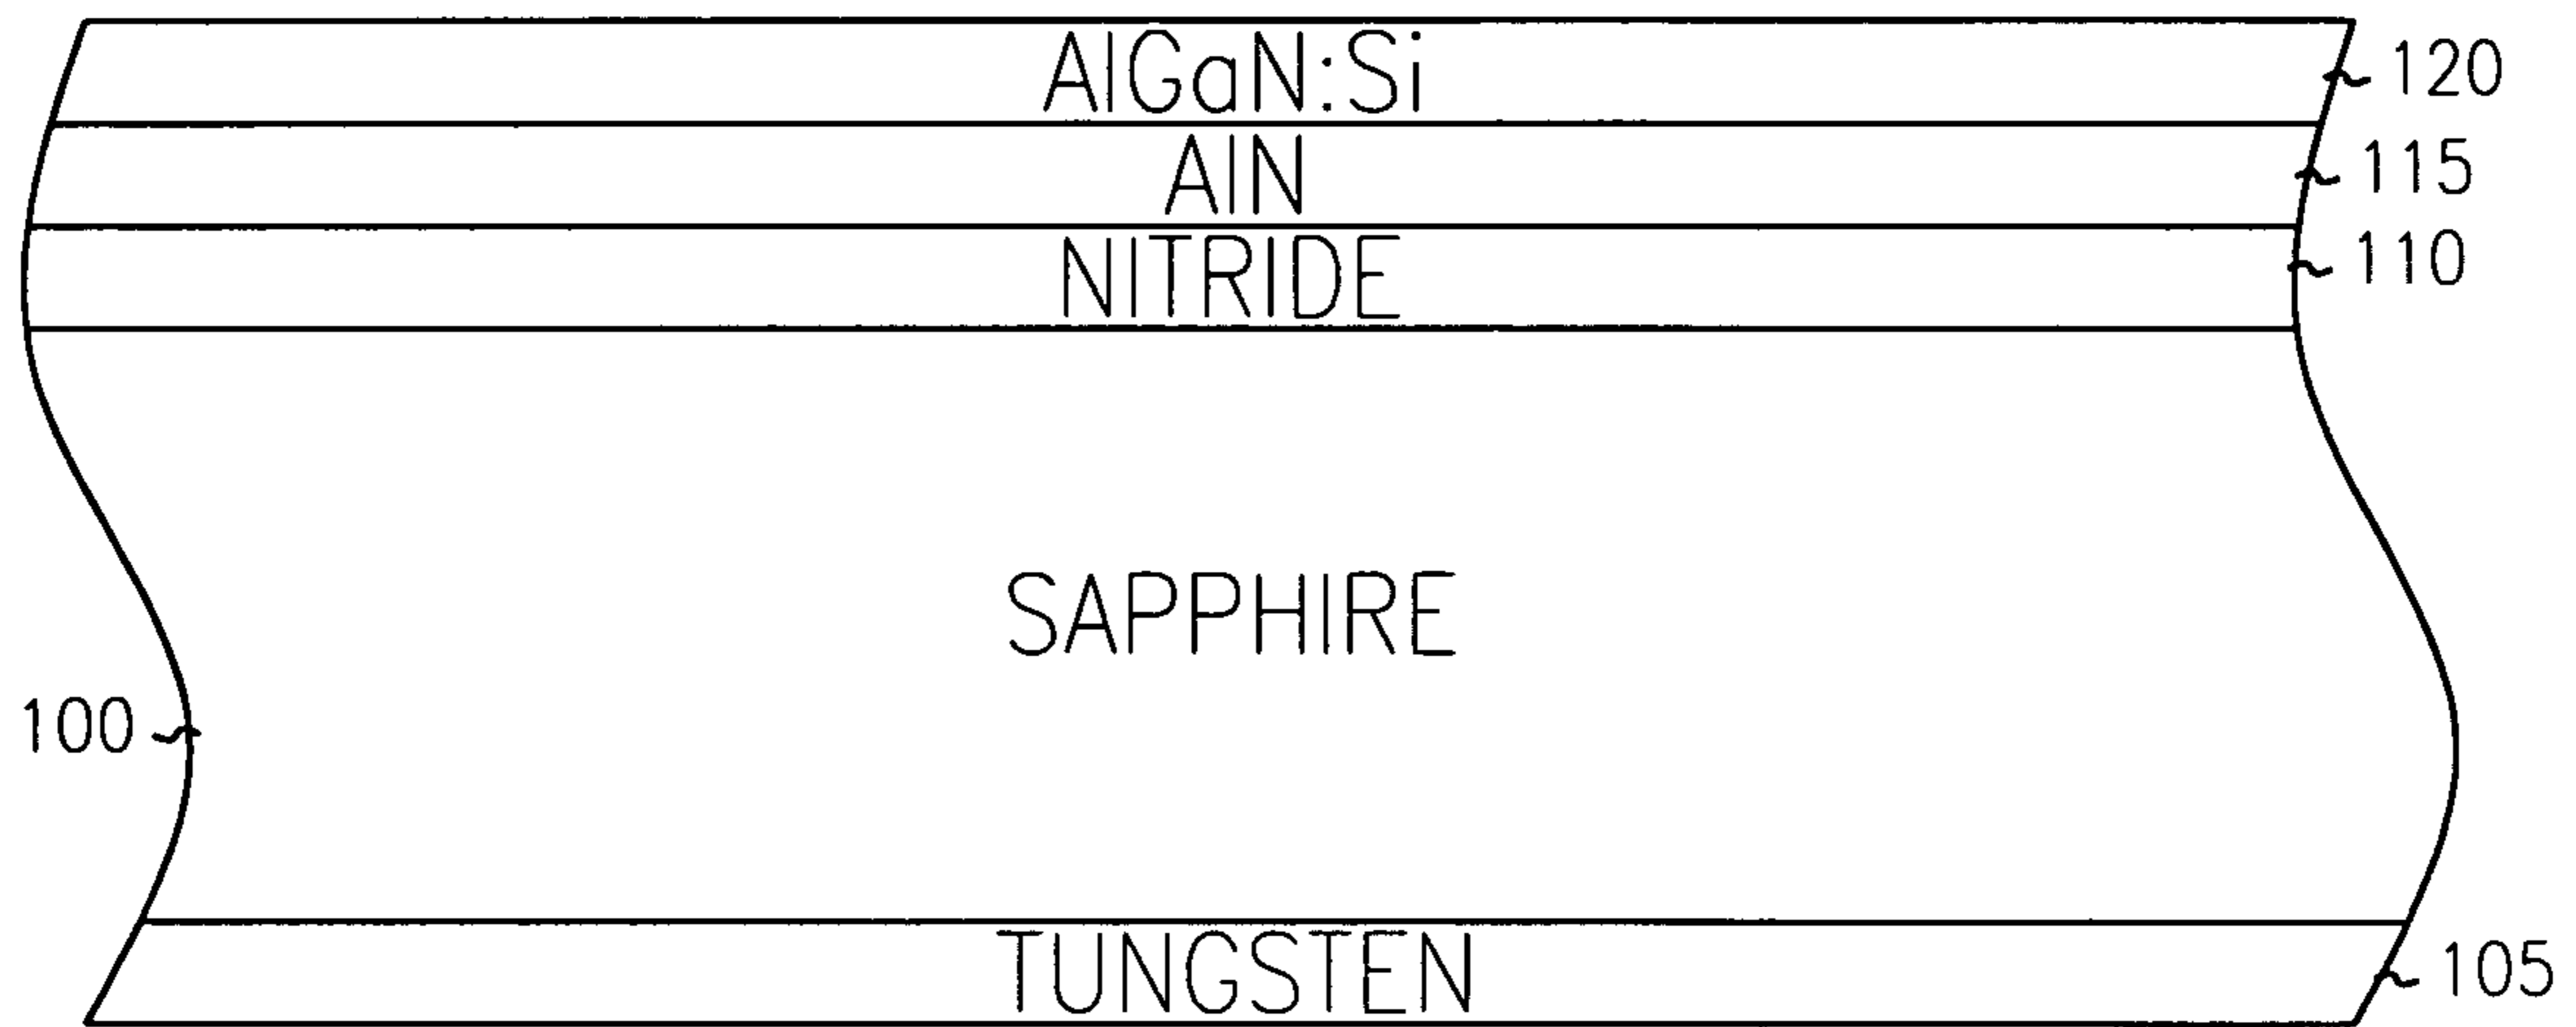 AlGaN:Si
120
AlN
115
NITRIDE
110
SAPPHIRE
100
TUNGSTEN
105